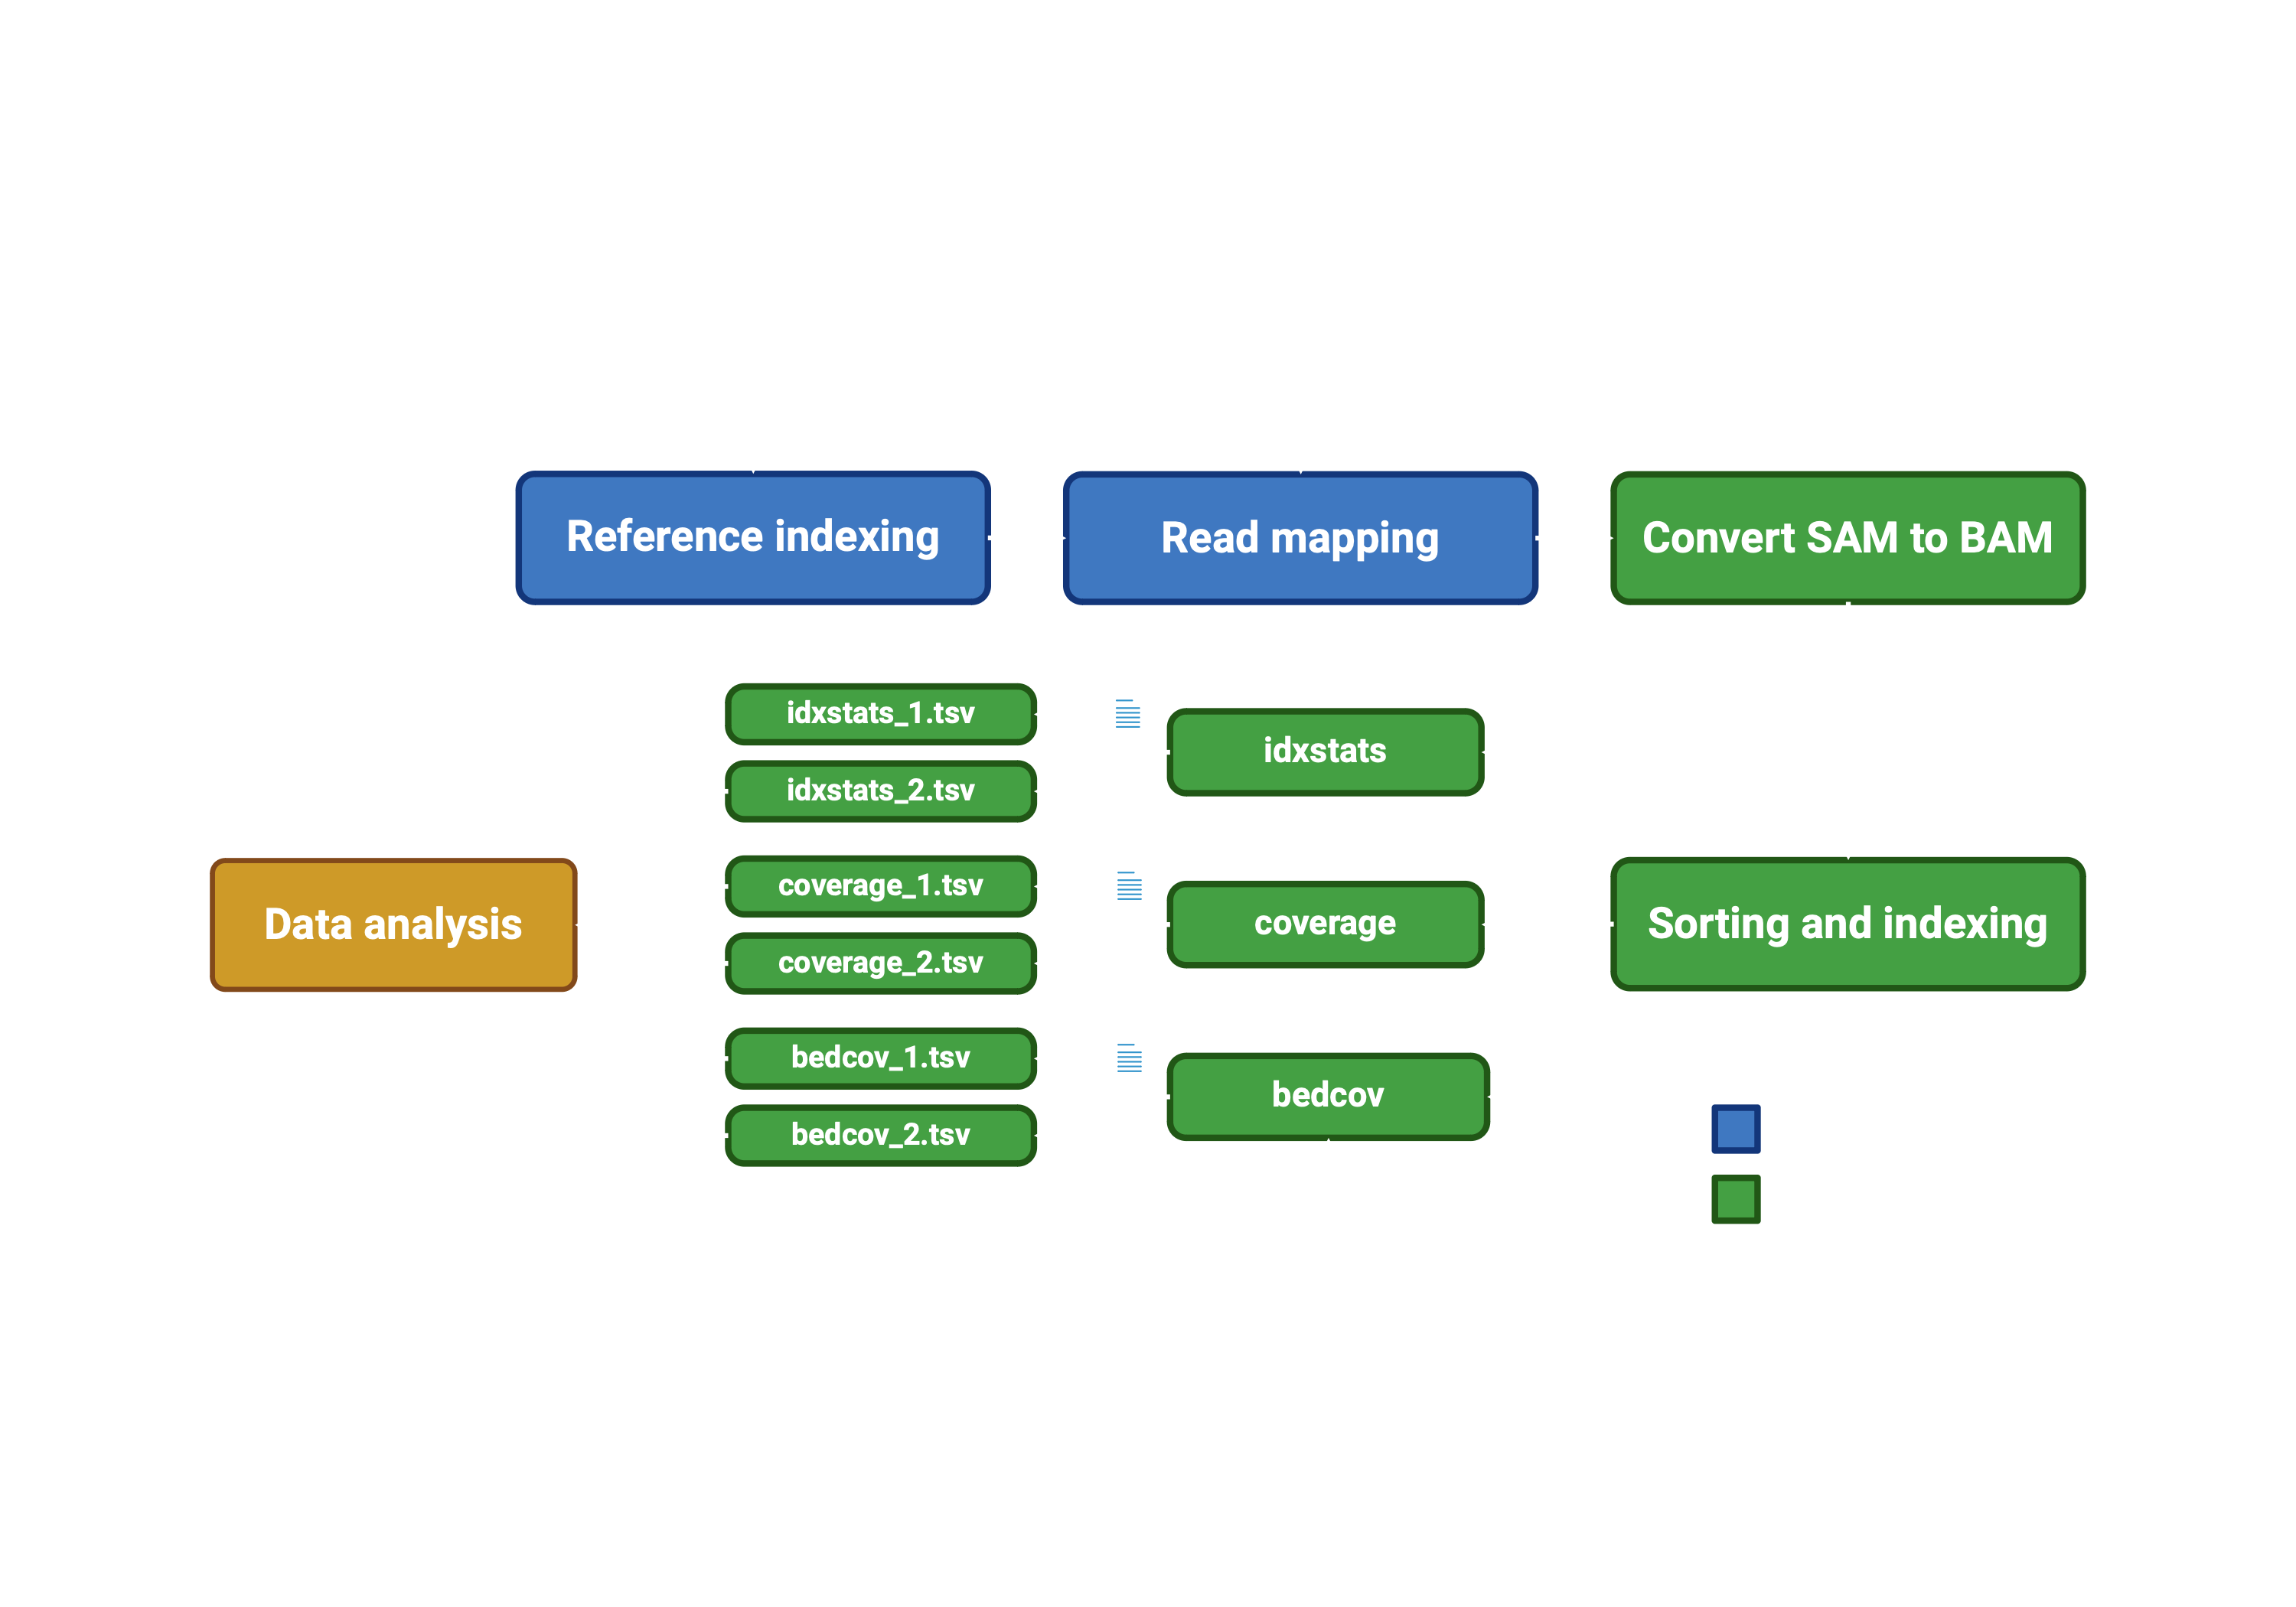 Reference indexing
Read mapping
Convert SAM to BAM
idxstats_1.tsv
idxstats_2.tsv
idxstats
coverage_1.tsv
coverage_2.tsv
coverage
Data analysis
Sorting and indexing
bedcov_1.tsv
bedcov_2.tsv
bedcov